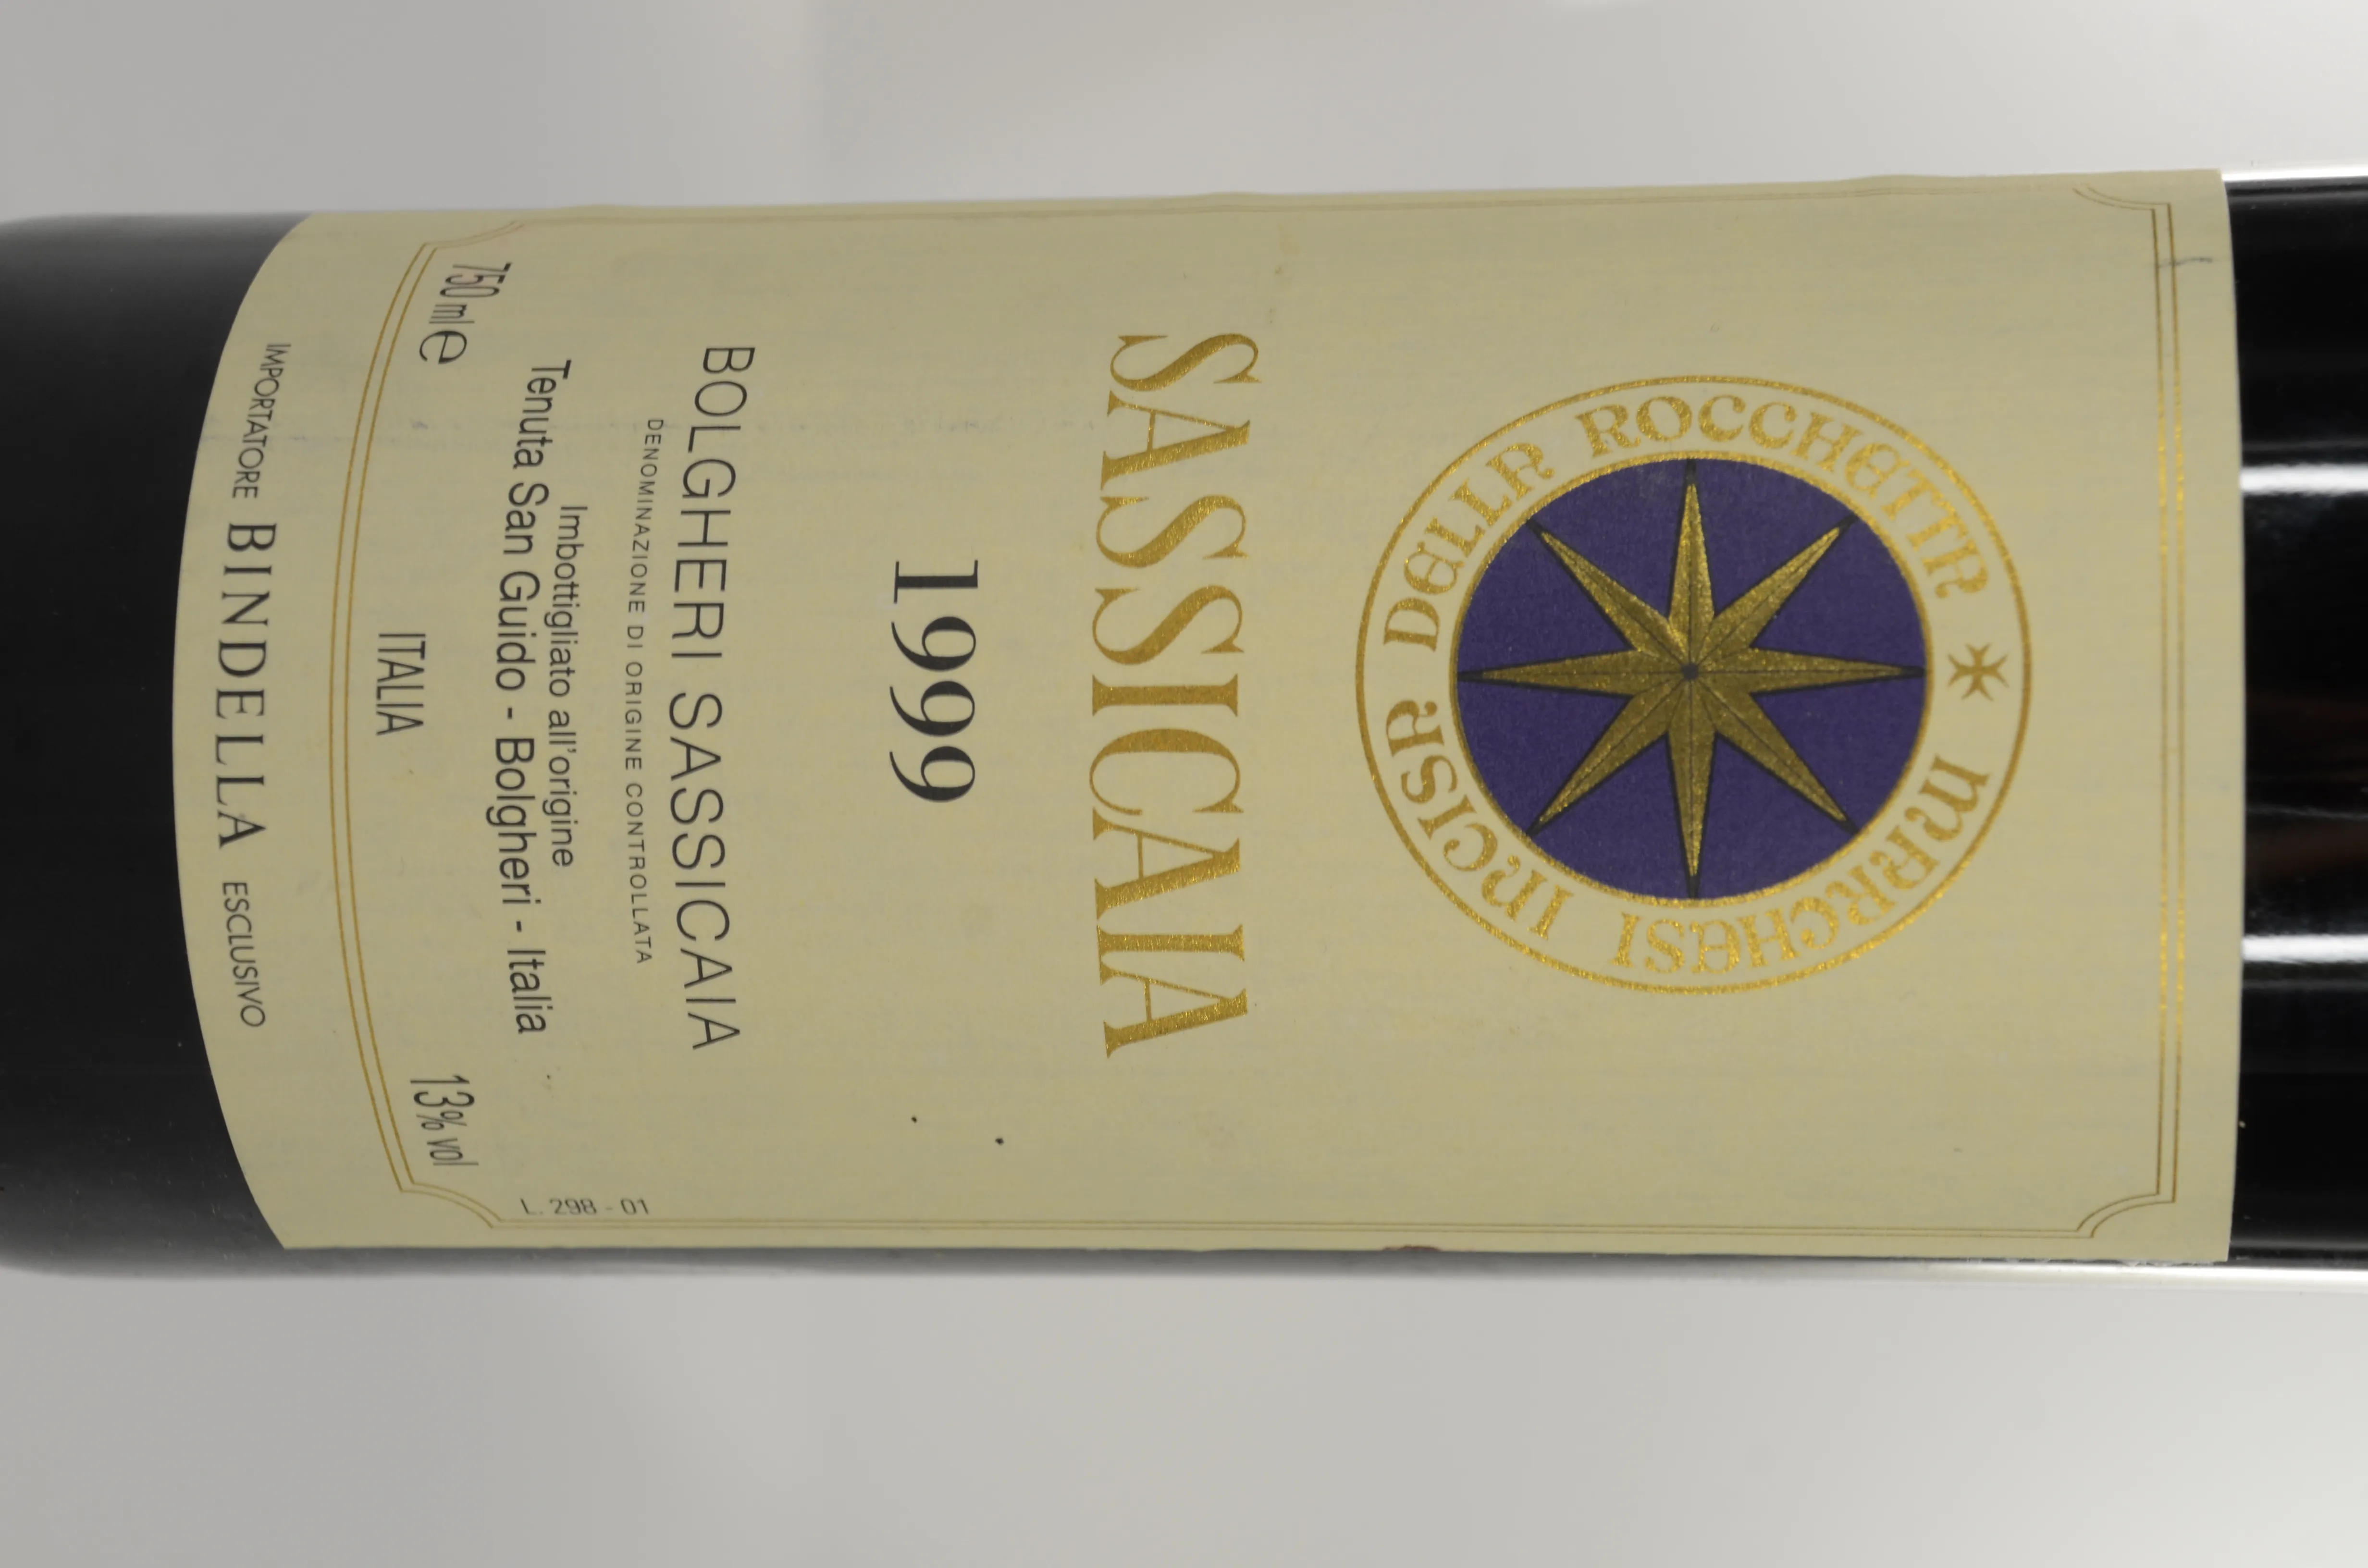 MARCHESI INCISA DELLA ROCCHETTA
SASSICAIA
1999
BOLGHERI SASSICAIA
DENOMINAZIONE DI ORIGINE CONTROLLATA
Imbottigliato all'origine
Tenuta San Guido - Bolgheri - Italia
L. 298 - 01
750 ml e
ITALIA
13% vol
IMPORTATORE BINDELLA ESCLUSIVO